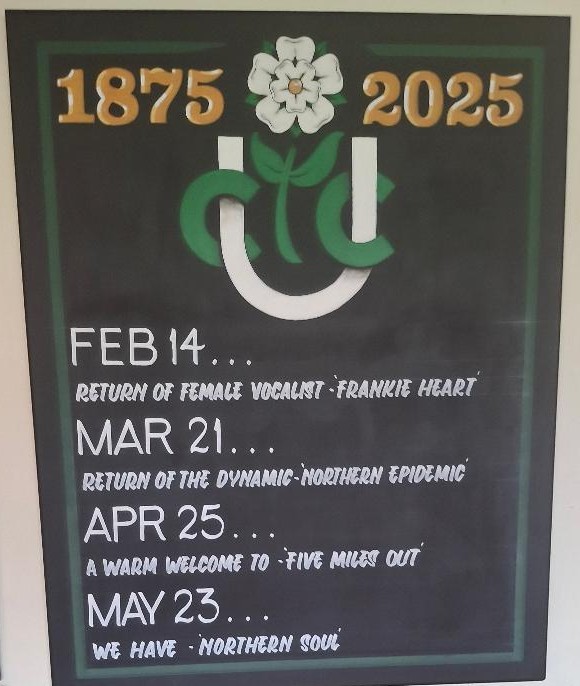 1875 2025
CUtC
FEB 14...
RETURN OF FEMALE VOCALIST -'FRANKIE HEART'
MAR 21...
RETURN OF THE DYNAMIC-'NORTHERN EPIDEMIC'
APR 25...
A WARM WELCOME TO -'FIVE MILES OUT'
MAY 23...
WE HAVE -'NORTHERN SOUL'